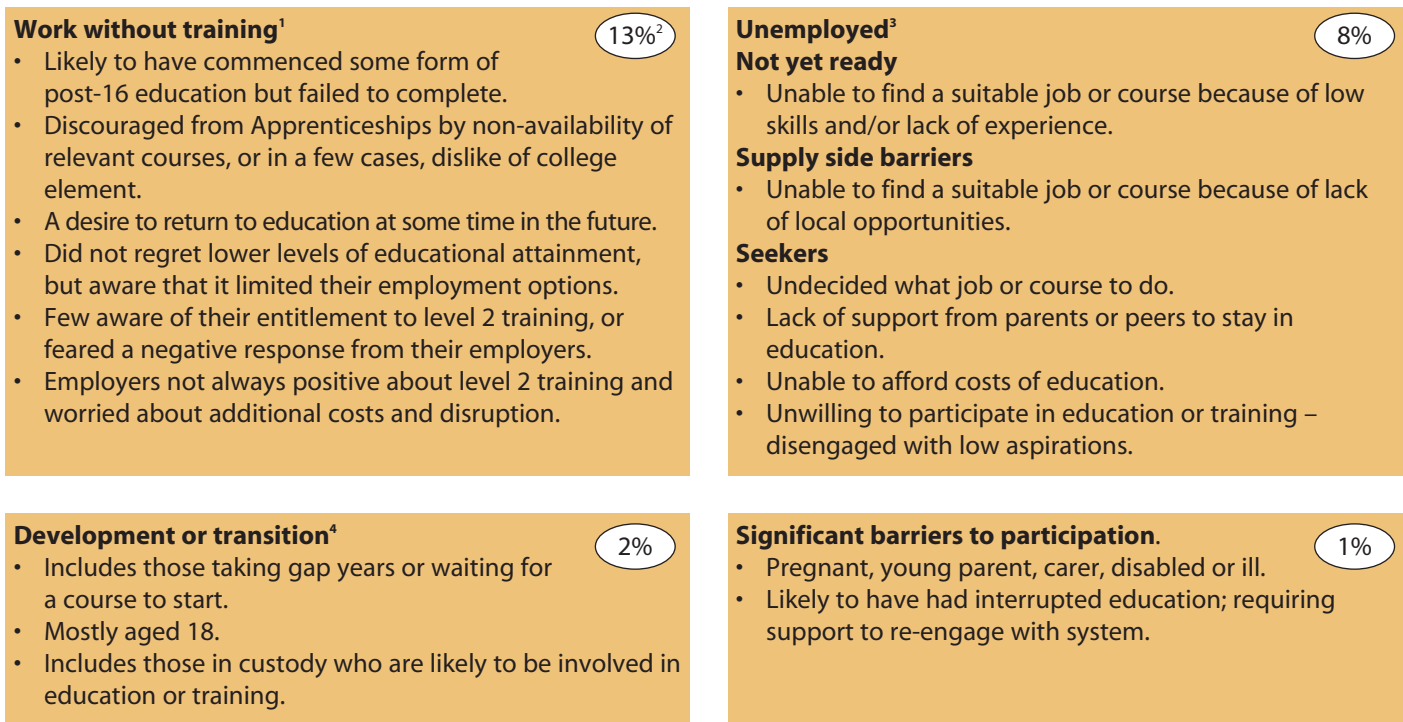 Work without training¹
13%²
• Likely to have commenced some form of
post-16 education but failed to complete.
• Discouraged from Apprenticeships by non-availability of
relevant courses, or in a few cases, dislike of college
element.
• A desire to return to education at some time in the future.
• Did not regret lower levels of educational attainment,
but aware that it limited their employment options.
• Few aware of their entitlement to level 2 training, or
feared a negative response from their employers.
• Employers not always positive about level 2 training and
worried about additional costs and disruption.
Unemployed³
8%
Not yet ready
• Unable to find a suitable job or course because of low
skills and/or lack of experience.
Supply side barriers
• Unable to find a suitable job or course because of lack
of local opportunities.
Seekers
• Undecided what job or course to do.
• Lack of support from parents or peers to stay in
education.
• Unable to afford costs of education.
• Unwilling to participate in education or training –
disengaged with low aspirations.
Development or transition⁴
2%
• Includes those taking gap years or waiting for
a course to start.
• Mostly aged 18.
• Includes those in custody who are likely to be involved in
education or training.
Significant barriers to participation.
1%
• Pregnant, young parent, carer, disabled or ill.
• Likely to have had interrupted education; requiring
support to re-engage with system.